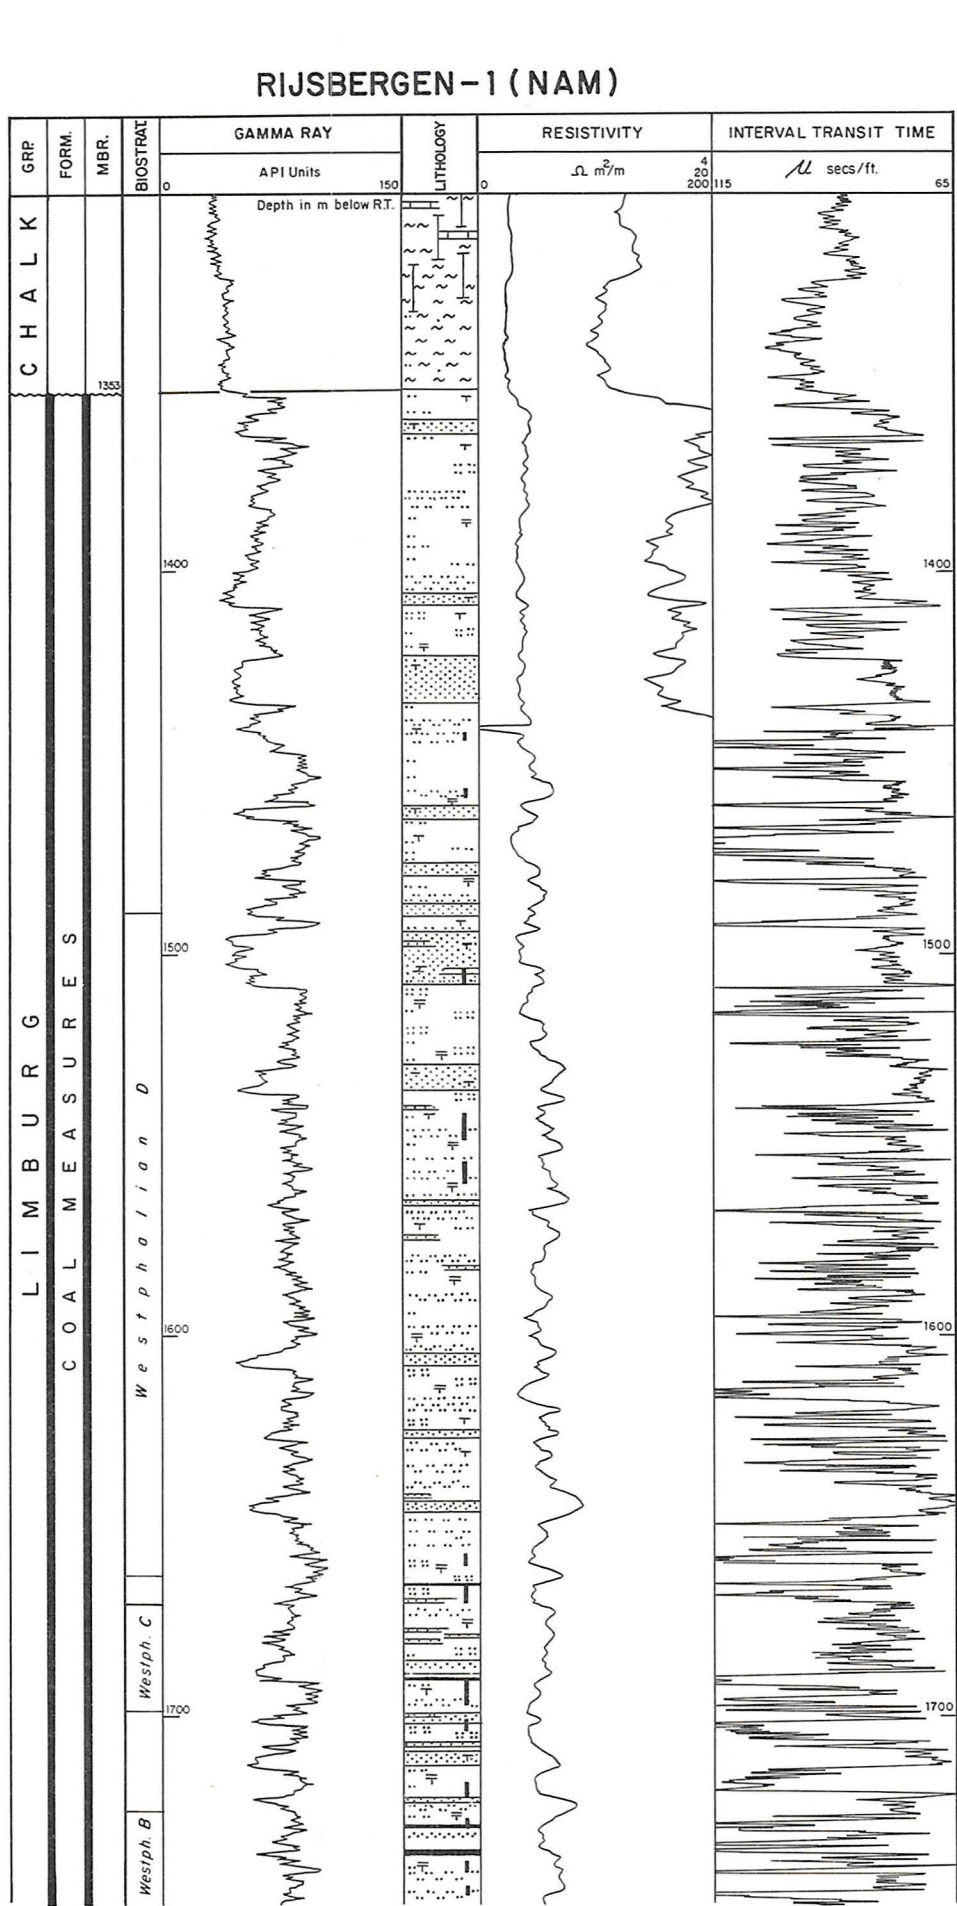 RIJSBERGEN-1 (NAM)
GRP.
FORM.
MBR.
BIOSTRAT.
GAMMA RAY
API Units
0 150
LITHOLOGY
RESISTIVITY
Ω m²/m
0
4
20
200
INTERVAL TRANSIT TIME
μ secs/ft.
115 65
Depth in m below R.T.
CHALK
1353
LIMBURG
COAL MEASURES
Westphalian D
Westph. C
Westph. B
1400 1400
1500 1500
1600 1600
1700 1700